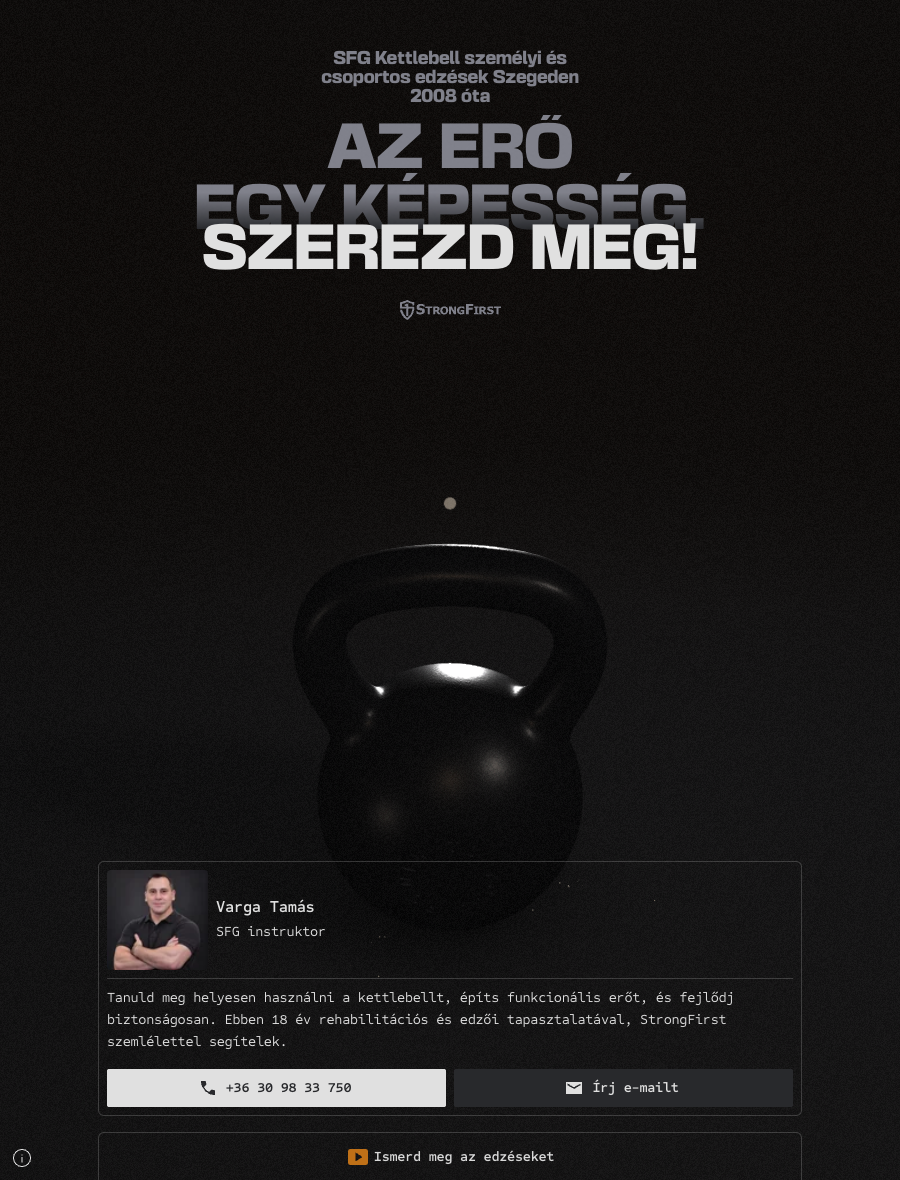 SFG Kettlebell személyi és
csoportos edzések Szegeden
2008 óta
AZ ERŐ
EGY KÉPESSÉG.
SZEREZD MEG!
STRONGFIRST
Varga Tamás
SFG instruktor
Tanuld meg helyesen használni a kettlebellt, építs funkcionális erőt, és fejlődj
biztonságosan. Ebben 18 év rehabilitációs és edzői tapasztalatával, StrongFirst
szemlélettel segítelek.
+36 30 98 33 750
Írj e-mailt
Ismerd meg az edzéseket